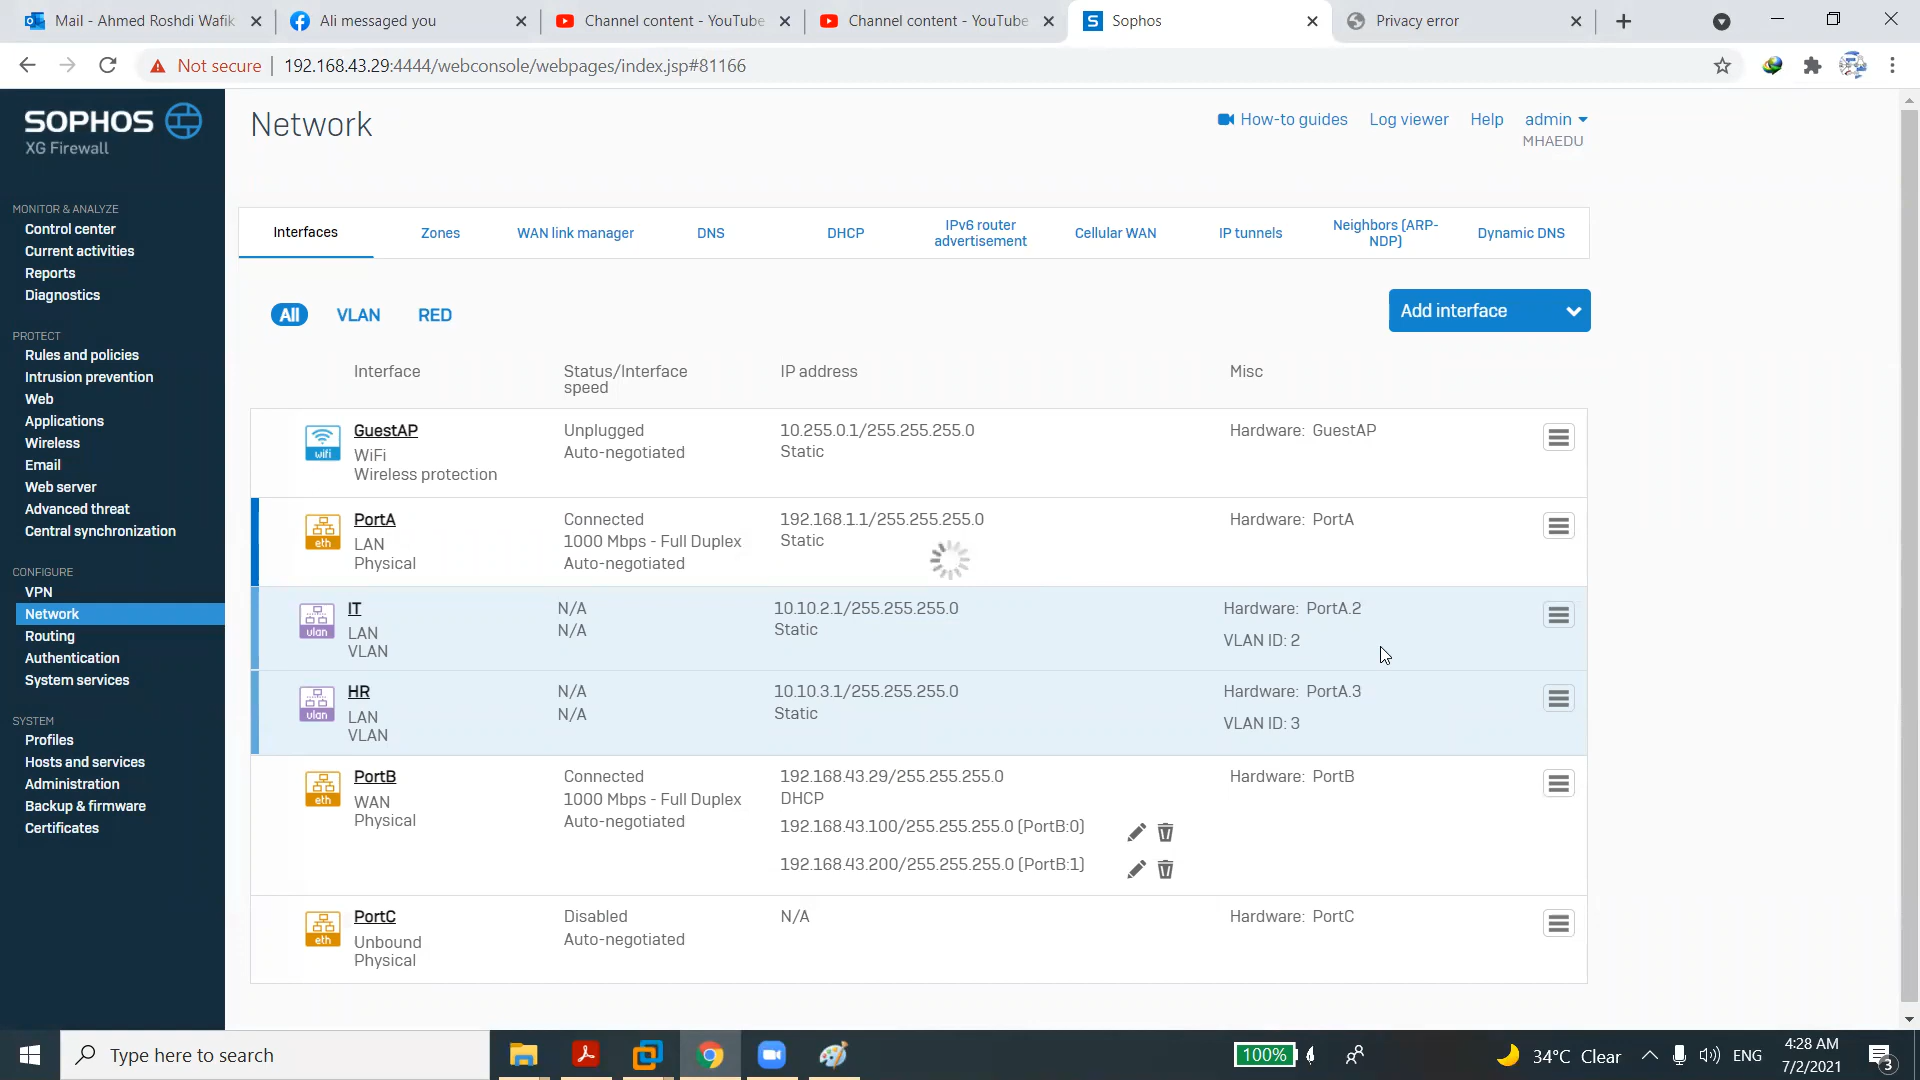 Mail - Ahmed Roshdi Wafik
Ali messaged you
Channel content - YouTube
Channel content - YouTube
S
Sophos
Privacy error
Not secure
192.168.43.29:4444/webconsole/webpages/index.jsp#81166
SOPHOS
XG Firewall
MONITOR & ANALYZE
Control center
Current activities
Reports
Diagnostics
PROTECT
Rules and policies
Intrusion prevention
Web
Applications
Wireless
Email
Web server
Advanced threat
Central synchronization
CONFIGURE
VPN
Network
Routing
Authentication
System services
SYSTEM
Profiles
Hosts and services
Administration
Backup & firmware
Certificates
Network
How-to guides
Log viewer
Help
admin
MHAEDU
Interfaces
Zones
WAN link manager
DNS
DHCP
IPv6 router
advertisement
Cellular WAN
IP tunnels
Neighbors (ARP-
NDP)
Dynamic DNS
All
VLAN
RED
Add interface
Interface
Status/Interface
speed
IP address
Misc
wifi
GuestAP
WiFi
Wireless protection
Unplugged
Auto-negotiated
10.255.0.1/255.255.255.0
Static
Hardware: GuestAP
eth
PortA
LAN
Physical
Connected
1000 Mbps - Full Duplex
Auto-negotiated
192.168.1.1/255.255.255.0
Static
Hardware: PortA
vlan
IT
LAN
VLAN
N/A
N/A
10.10.2.1/255.255.255.0
Static
Hardware: PortA.2
VLAN ID: 2
vlan
HR
LAN
VLAN
N/A
N/A
10.10.3.1/255.255.255.0
Static
Hardware: PortA.3
VLAN ID: 3
eth
PortB
WAN
Physical
Connected
1000 Mbps - Full Duplex
Auto-negotiated
192.168.43.29/255.255.255.0
DHCP
192.168.43.100/255.255.255.0 (PortB:0)
192.168.43.200/255.255.255.0 (PortB:1)
Hardware: PortB
eth
PortC
Unbound
Physical
Disabled
Auto-negotiated
N/A
Hardware: PortC
Type here to search
100%
34°C Clear
ENG
4:28 AM
7/2/2021
3